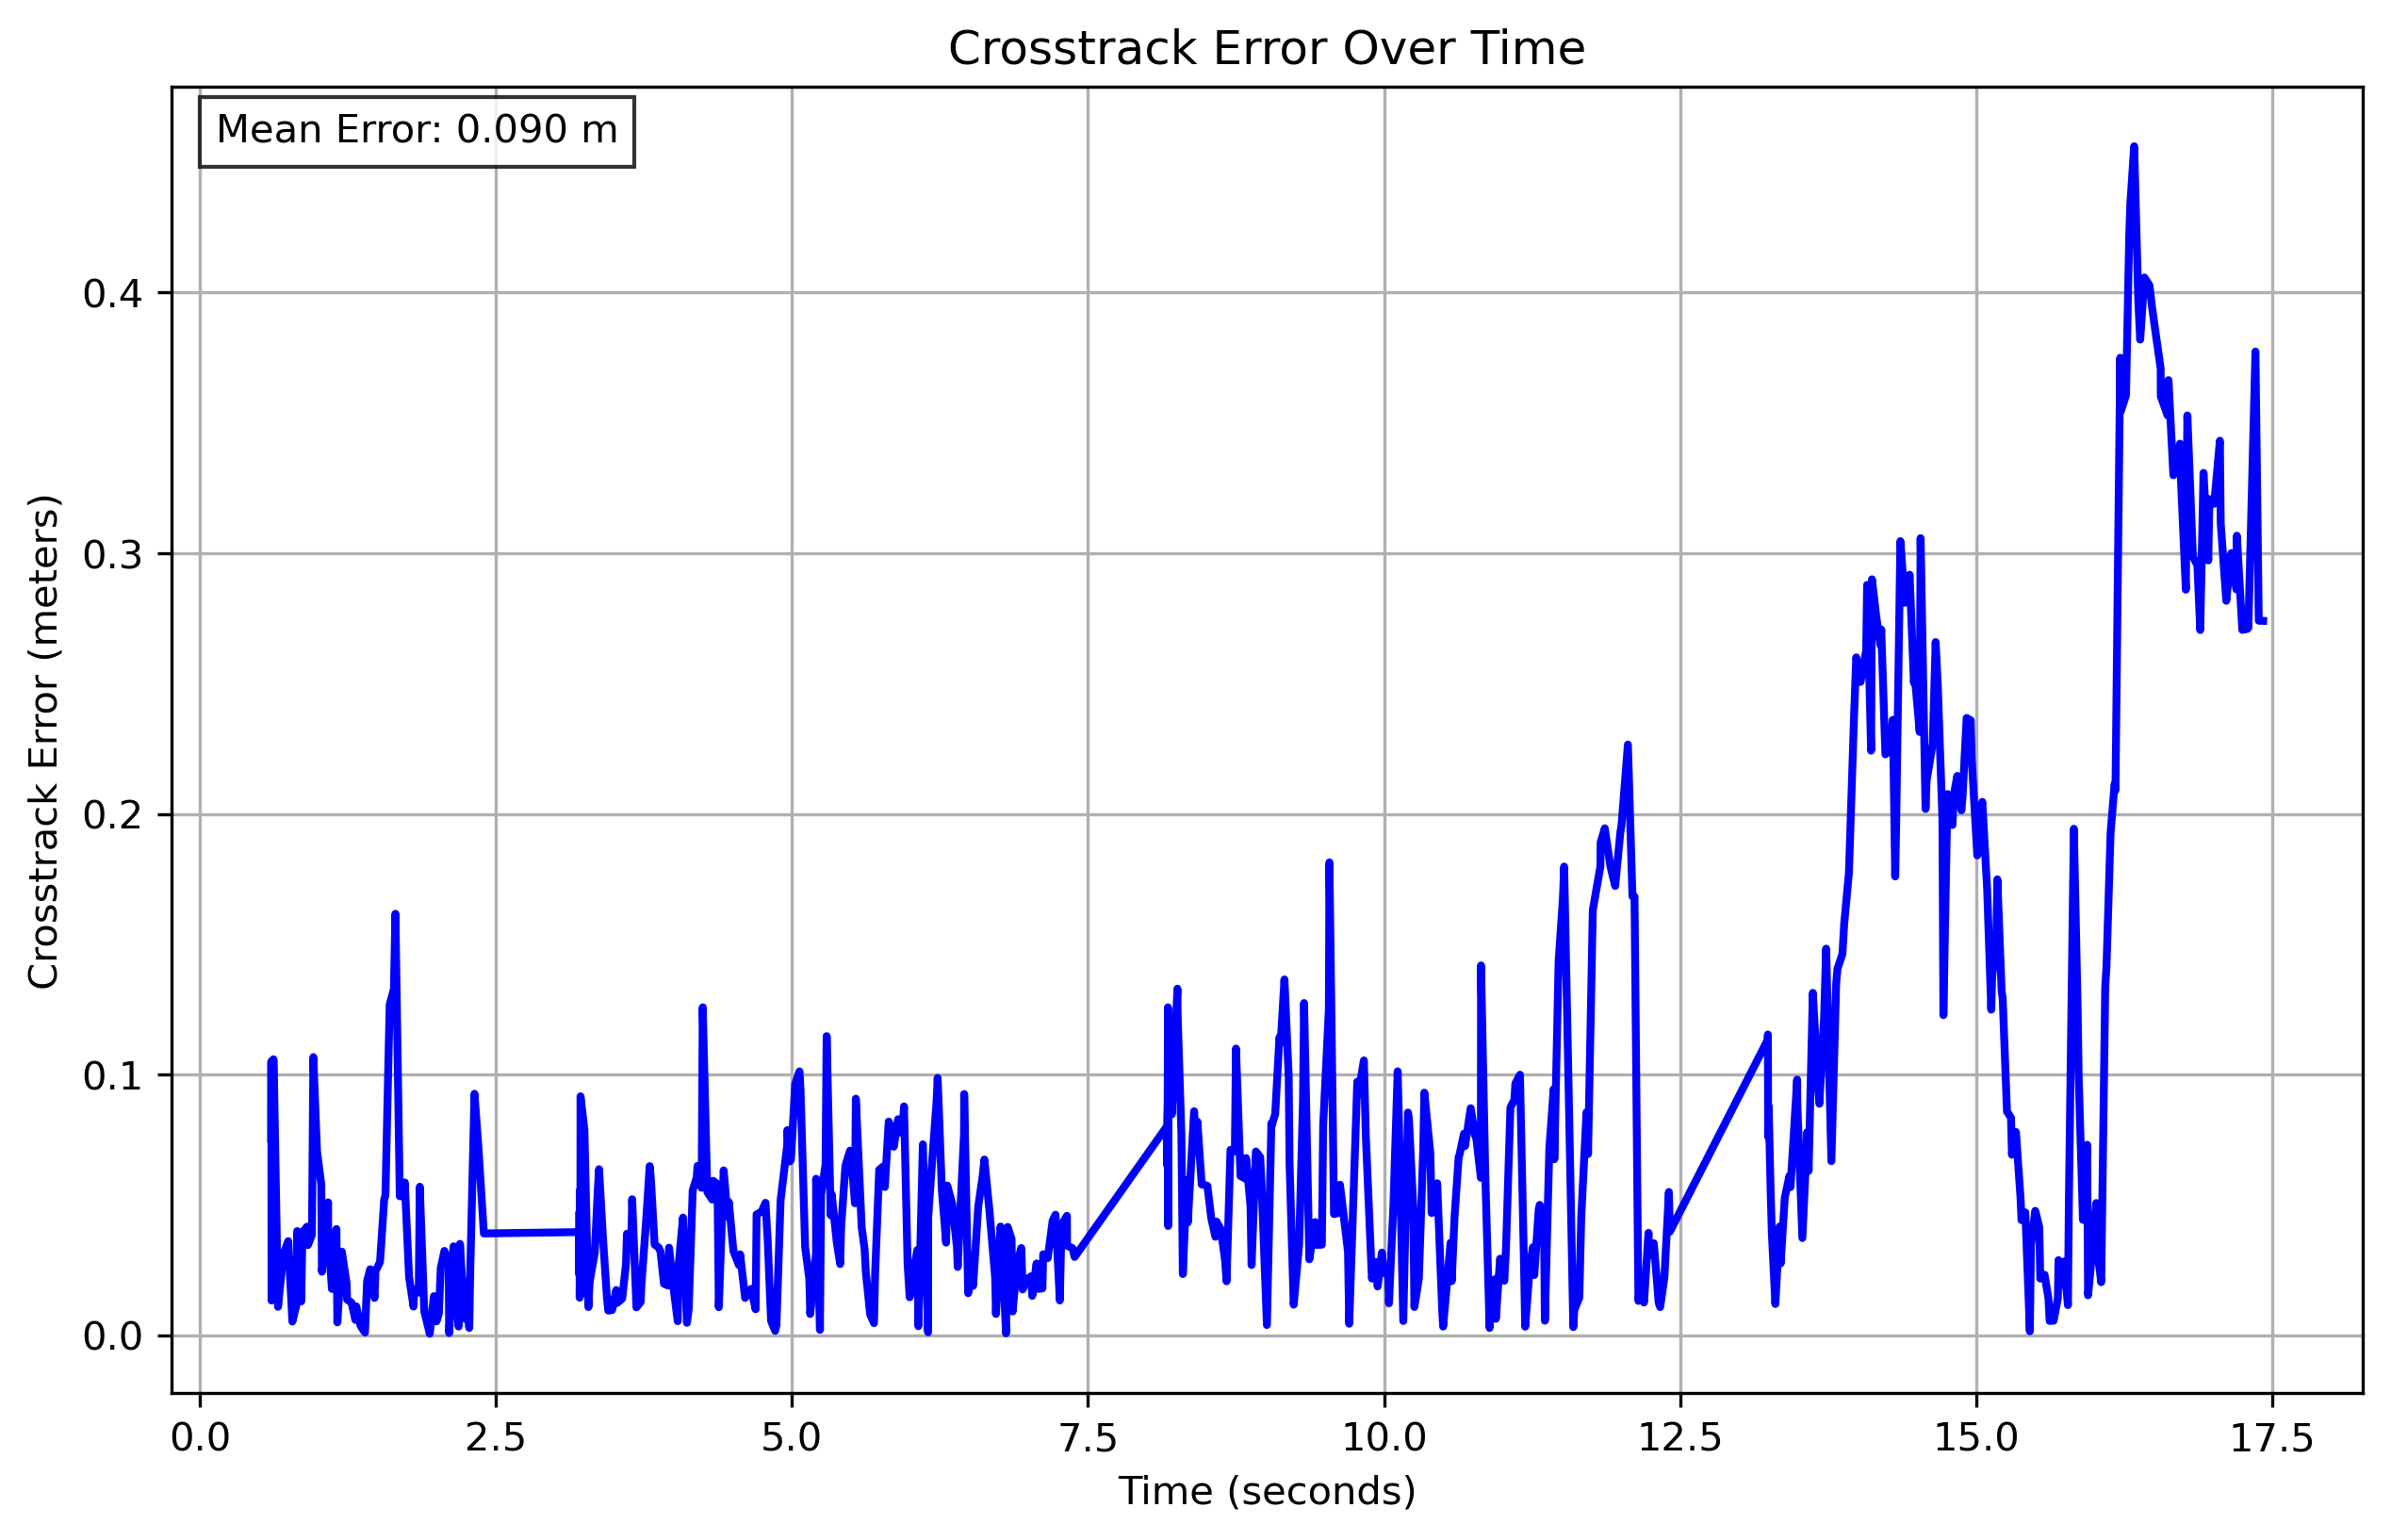 Crosstrack Error Over Time
Mean Error: 0.090 m
Crosstrack Error (meters)
0.4
0.3
0.2
0.1
0.0
0.0 2.5 5.0 7.5 10.0 12.5 15.0 17.5
Time (seconds)